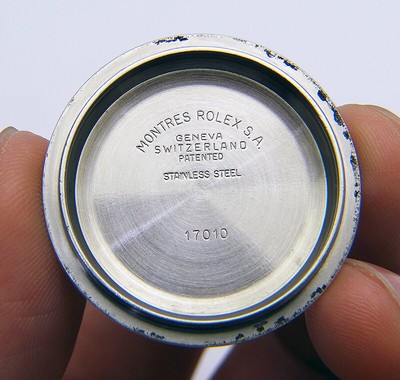 MONTRES ROLEX S.A.
GENEVA
SWITZERLAND
PATENTED
STAINLESS STEEL
17010